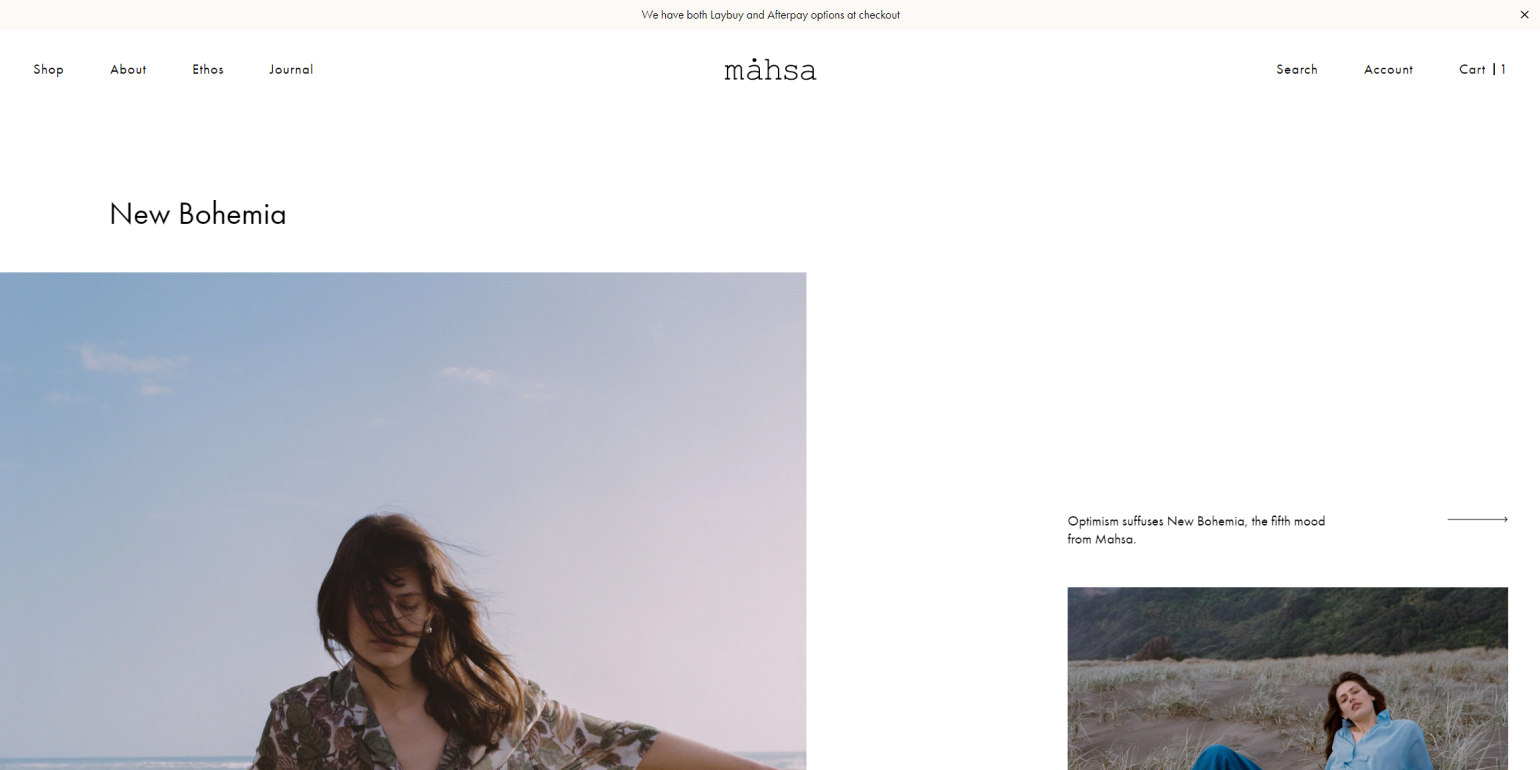 We have both Laybuy and Afterpay options at checkout
Shop About Ethos Journal
måhsa
Search Account Cart | 1
New Bohemia
Optimism suffuses New Bohemia, the fifth mood
from Mahsa.